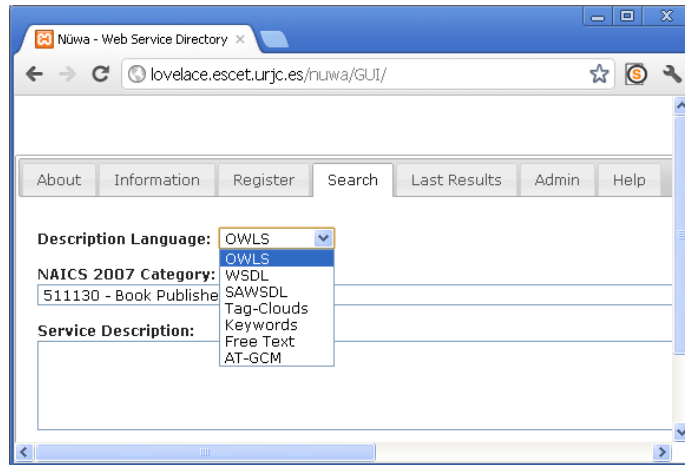 Nüwa - Web Service Directory
lovelace.escet.urjc.es/nuwa/GUI/
About Information Register Search Last Results Admin Help
Description Language: OWLS
OWLS
WSDL
SAWSDL
Tag-Clouds
Keywords
Free Text
AT-GCM
NAICS 2007 Category:
511130 - Book Publishe
Service Description: